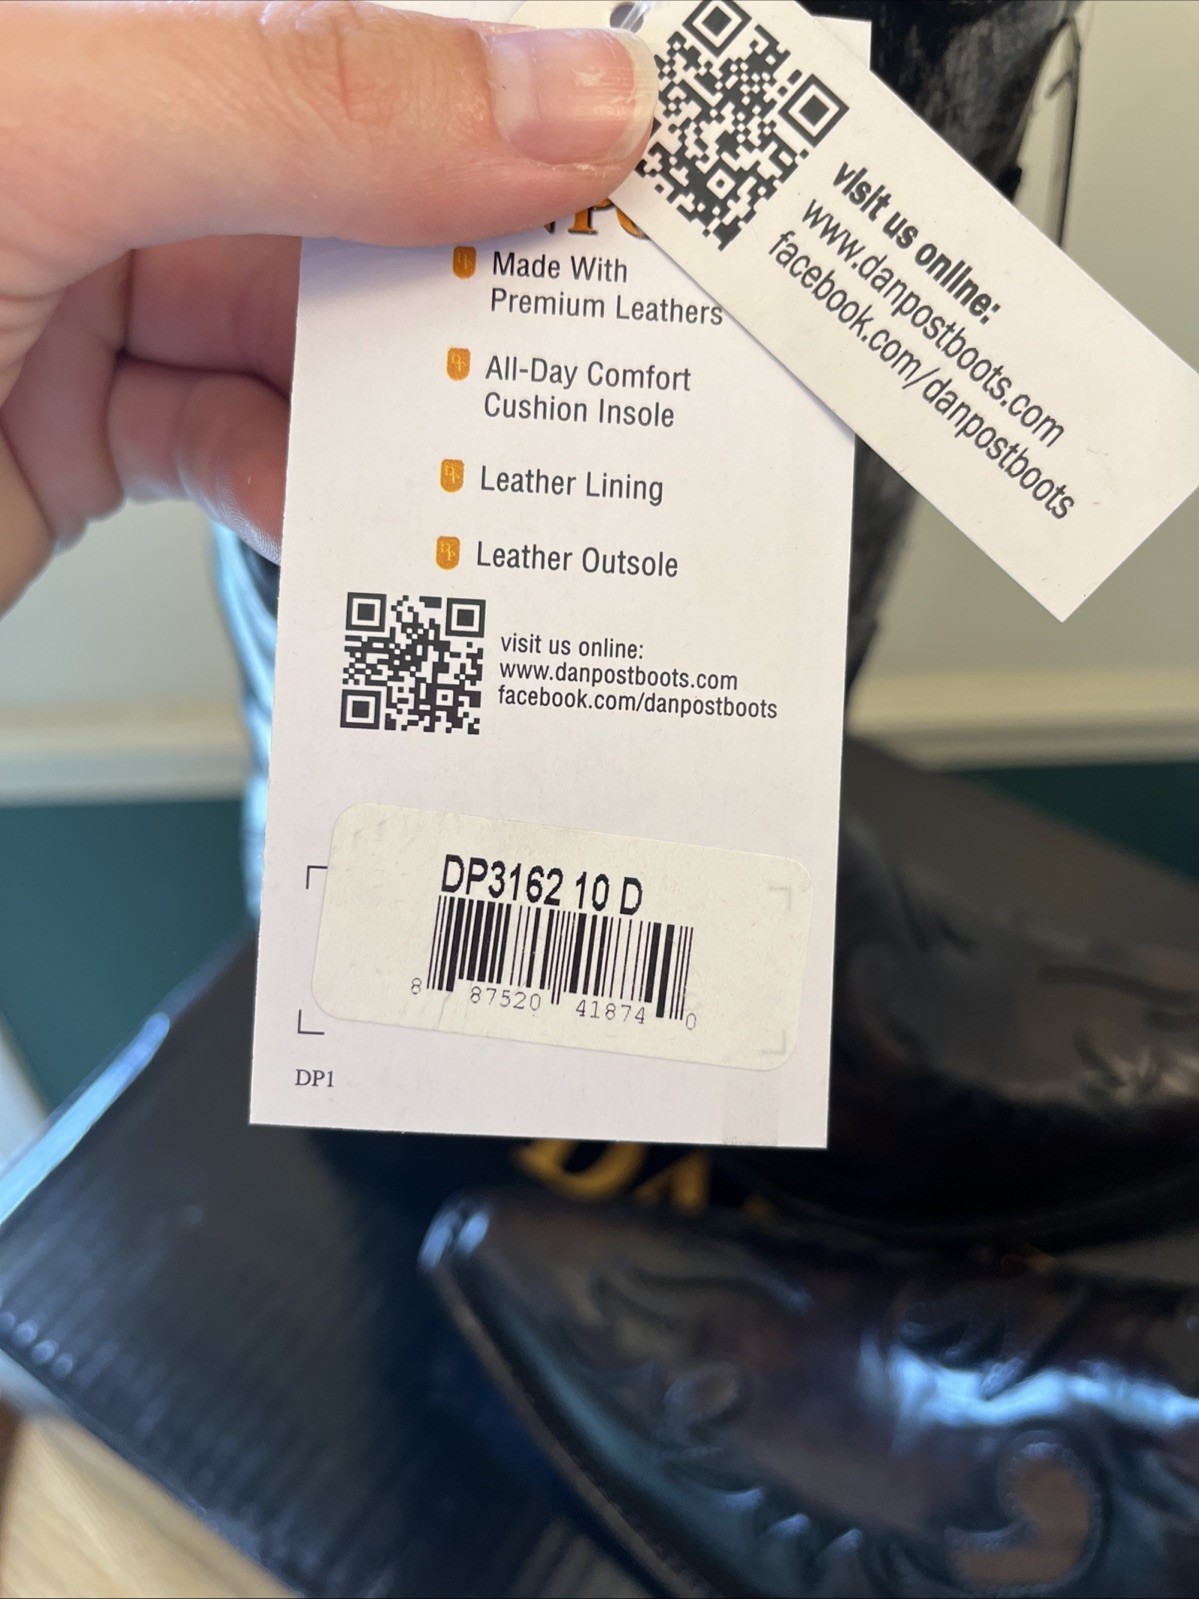 visit us online:
www.danpostboots.com
facebook.com/danpostboots
Made With
Premium Leathers
All-Day Comfort
Cushion Insole
Leather Lining
Leather Outsole
visit us online:
www.danpostboots.com
facebook.com/danpostboots
DP3162 10 D
8 87520 41874 0
DP1